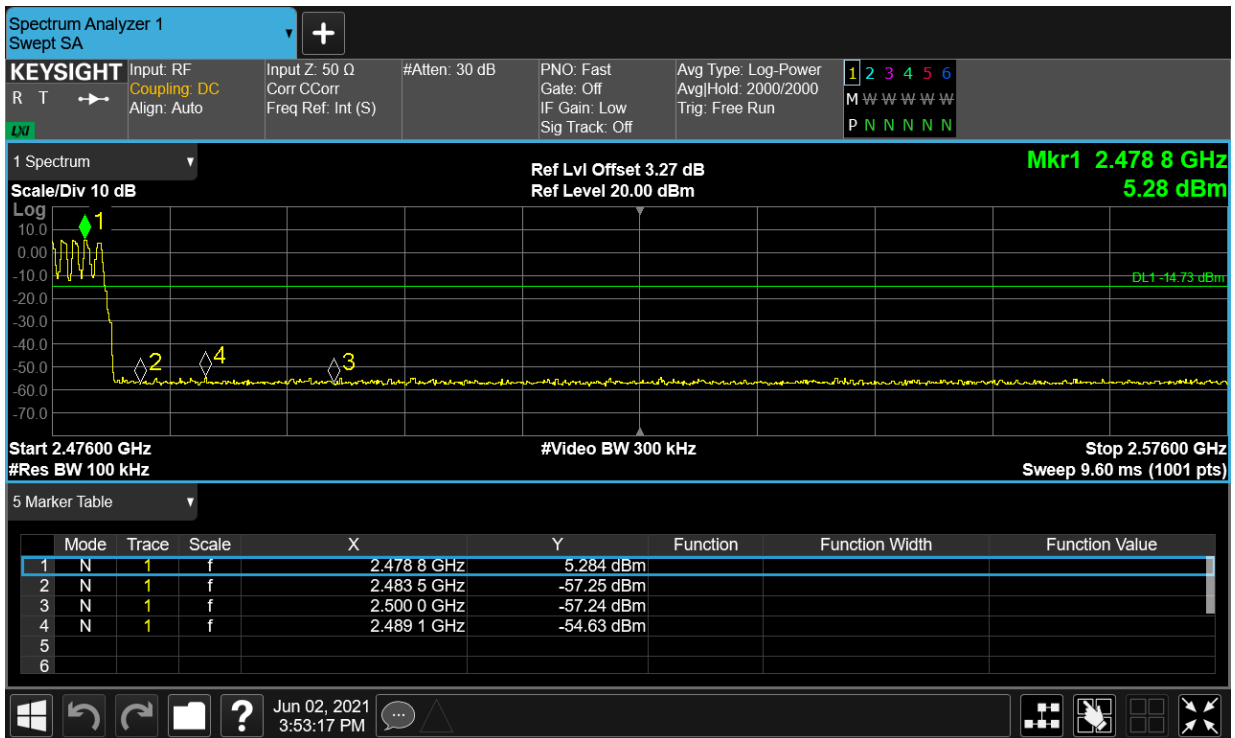 Spectrum Analyzer 1
Swept SA
+
KEYSIGHT
R T
LXI
Input: RF
Coupling: DC
Align: Auto
Input Z: 50 Ω
Corr CCorr
Freq Ref: Int (S)
#Atten: 30 dB
PNO: Fast
Gate: Off
IF Gain: Low
Sig Track: Off
Avg Type: Log-Power
Avg|Hold: 2000/2000
Trig: Free Run
1 2 3 4 5 6
M W W W W W
P N N N N N
1 Spectrum
Scale/Div 10 dB
Ref Lvl Offset 3.27 dB
Ref Level 20.00 dBm
Mkr1 2.478 8 GHz
5.28 dBm
Log
10.0
0.00
-10.0
-20.0
-30.0
-40.0
-50.0
-60.0
-70.0
1
2
4
3
DL1 -14.73 dBm
Start 2.47600 GHz
#Video BW 300 kHz
Stop 2.57600 GHz
#Res BW 100 kHz
Sweep 9.60 ms (1001 pts)
5 Marker Table
Mode Trace Scale X Y Function Function Width Function Value
1 N 1 f 2.478 8 GHz 5.284 dBm
2 N 1 f 2.483 5 GHz -57.25 dBm
3 N 1 f 2.500 0 GHz -57.24 dBm
4 N 1 f 2.489 1 GHz -54.63 dBm
5
6
?
Jun 02, 2021
3:53:17 PM